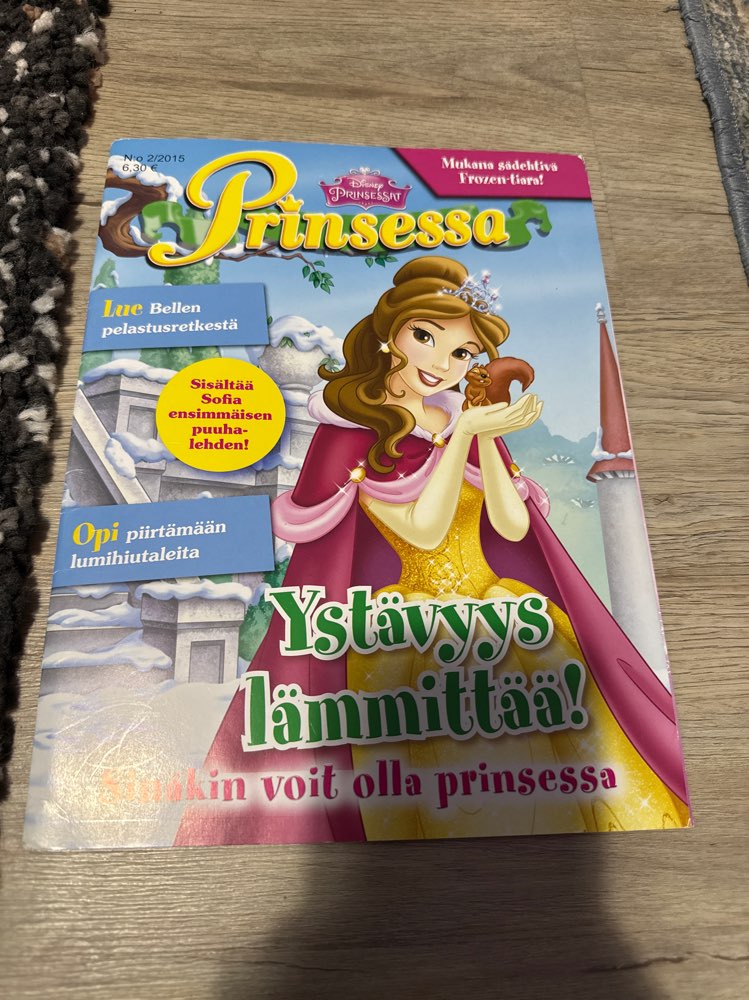 N:o 2/2015
6,30 €
Mukana sädehtivä
Frozen-tiara!
Disney
Prinsessat
Prinsessa
Lue Bellen
pelastusretkestä
Sisältää
Sofia
ensimmäisen
puuha-
lehden!
Opi piirtämään
lumihiutaleita
Ystävyys
lämmittää!
Sinäkin voit olla prinsessa